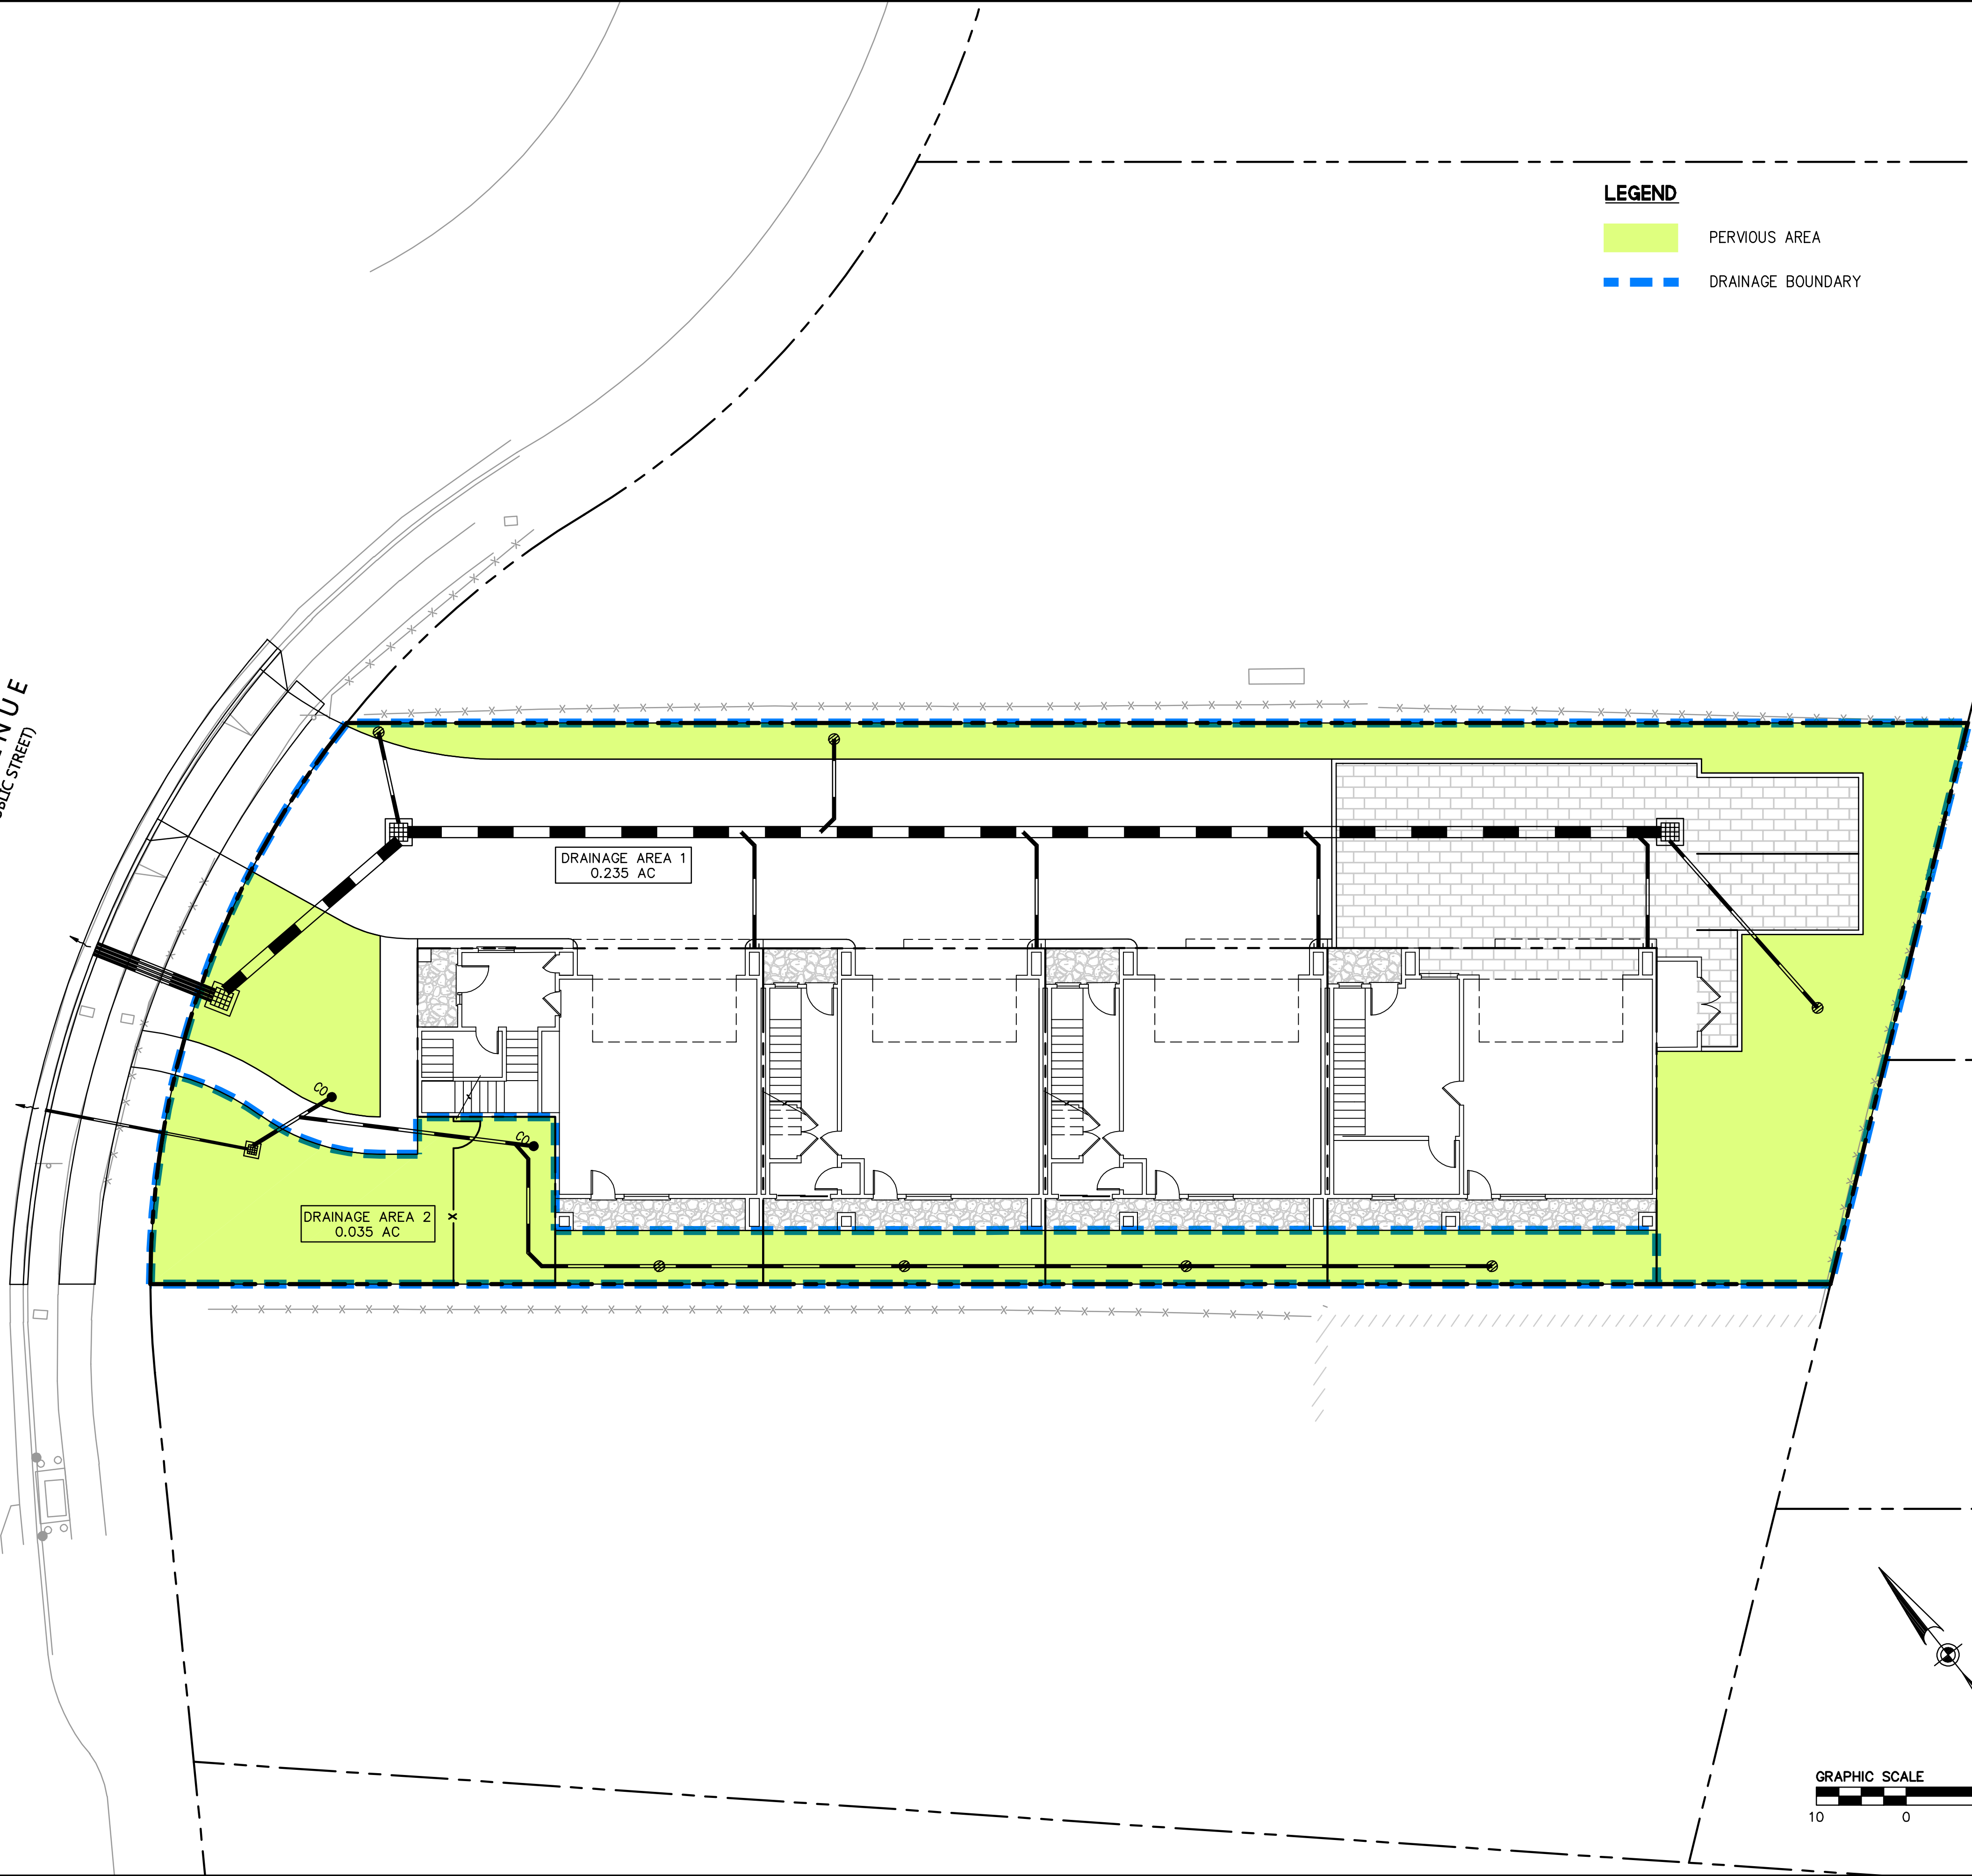 LEGEND
PERVIOUS AREA
DRAINAGE BOUNDARY
DRAINAGE AREA 1
0.235 AC
CO
CO
DRAINAGE AREA 2
0.035 AC
GRAPHIC SCALE
10 0